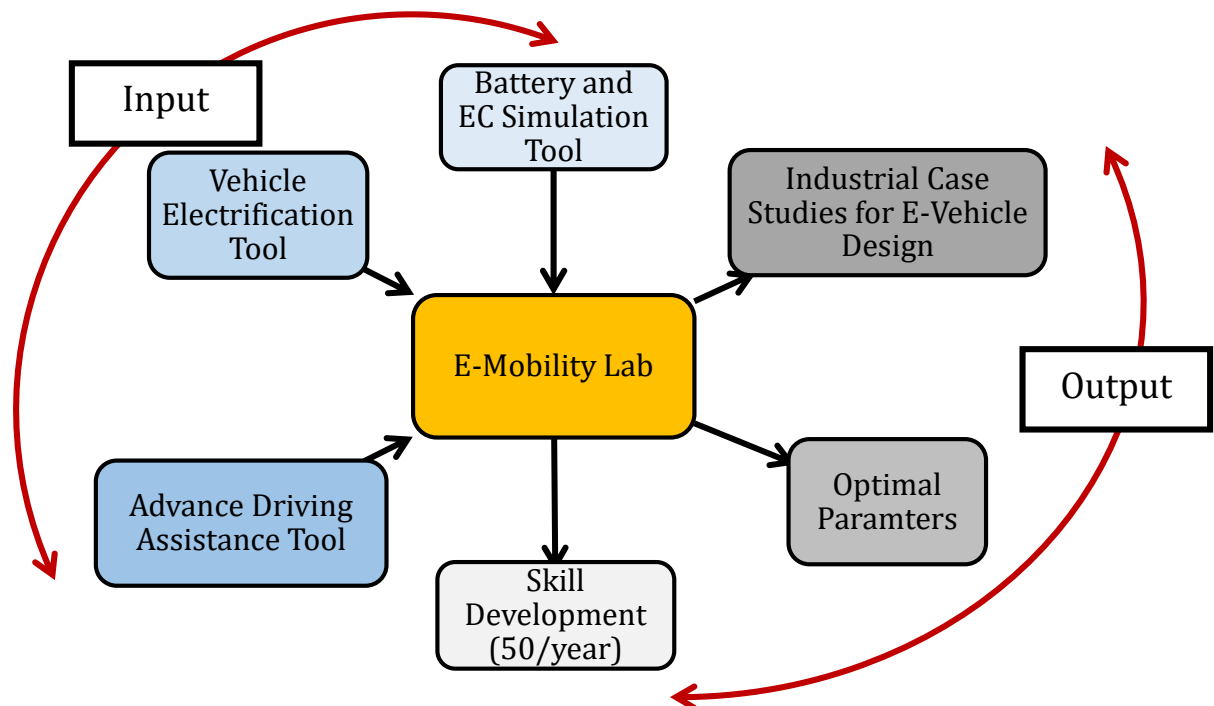 Input
Battery and
EC Simulation
Tool
Vehicle
Electrification
Tool
Industrial Case
Studies for E-Vehicle
Design
E-Mobility Lab
Output
Advance Driving
Assistance Tool
Optimal
Paramters
Skill
Development
(50/year)